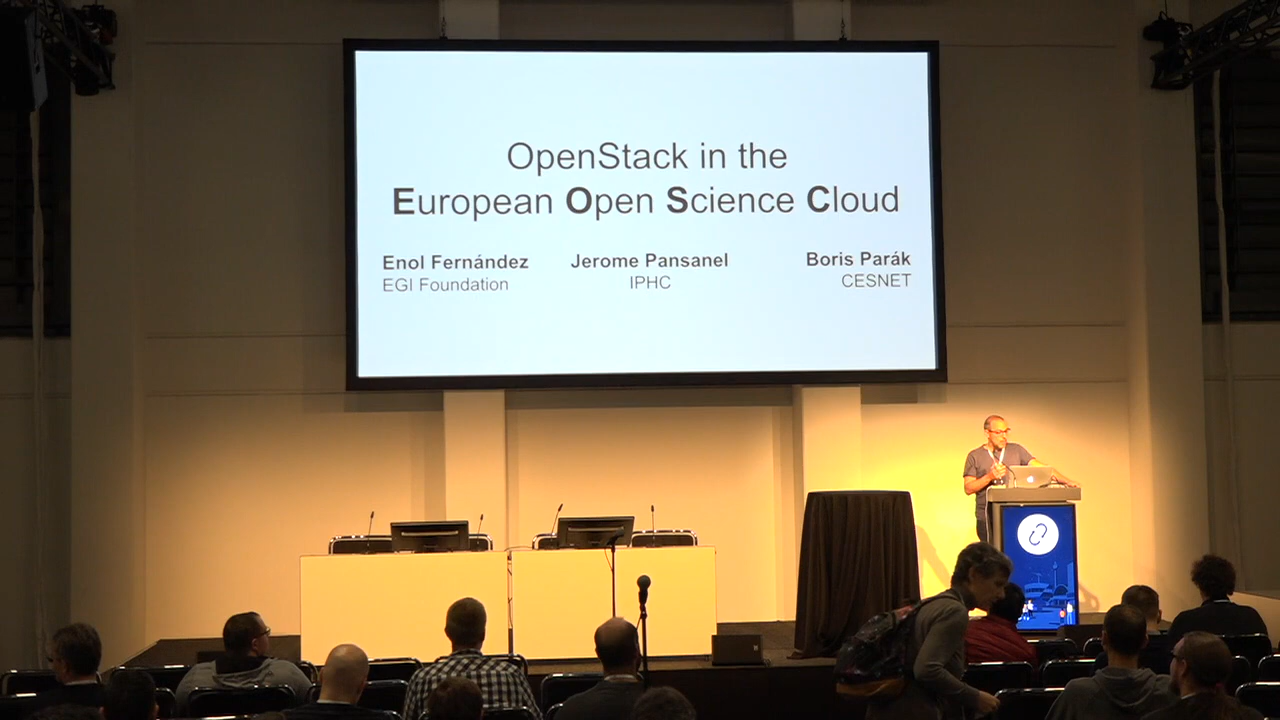 OpenStack in the
European Open Science Cloud
Enol Fernández Jerome Pansanel Boris Parák
EGI Foundation IPHC CESNET